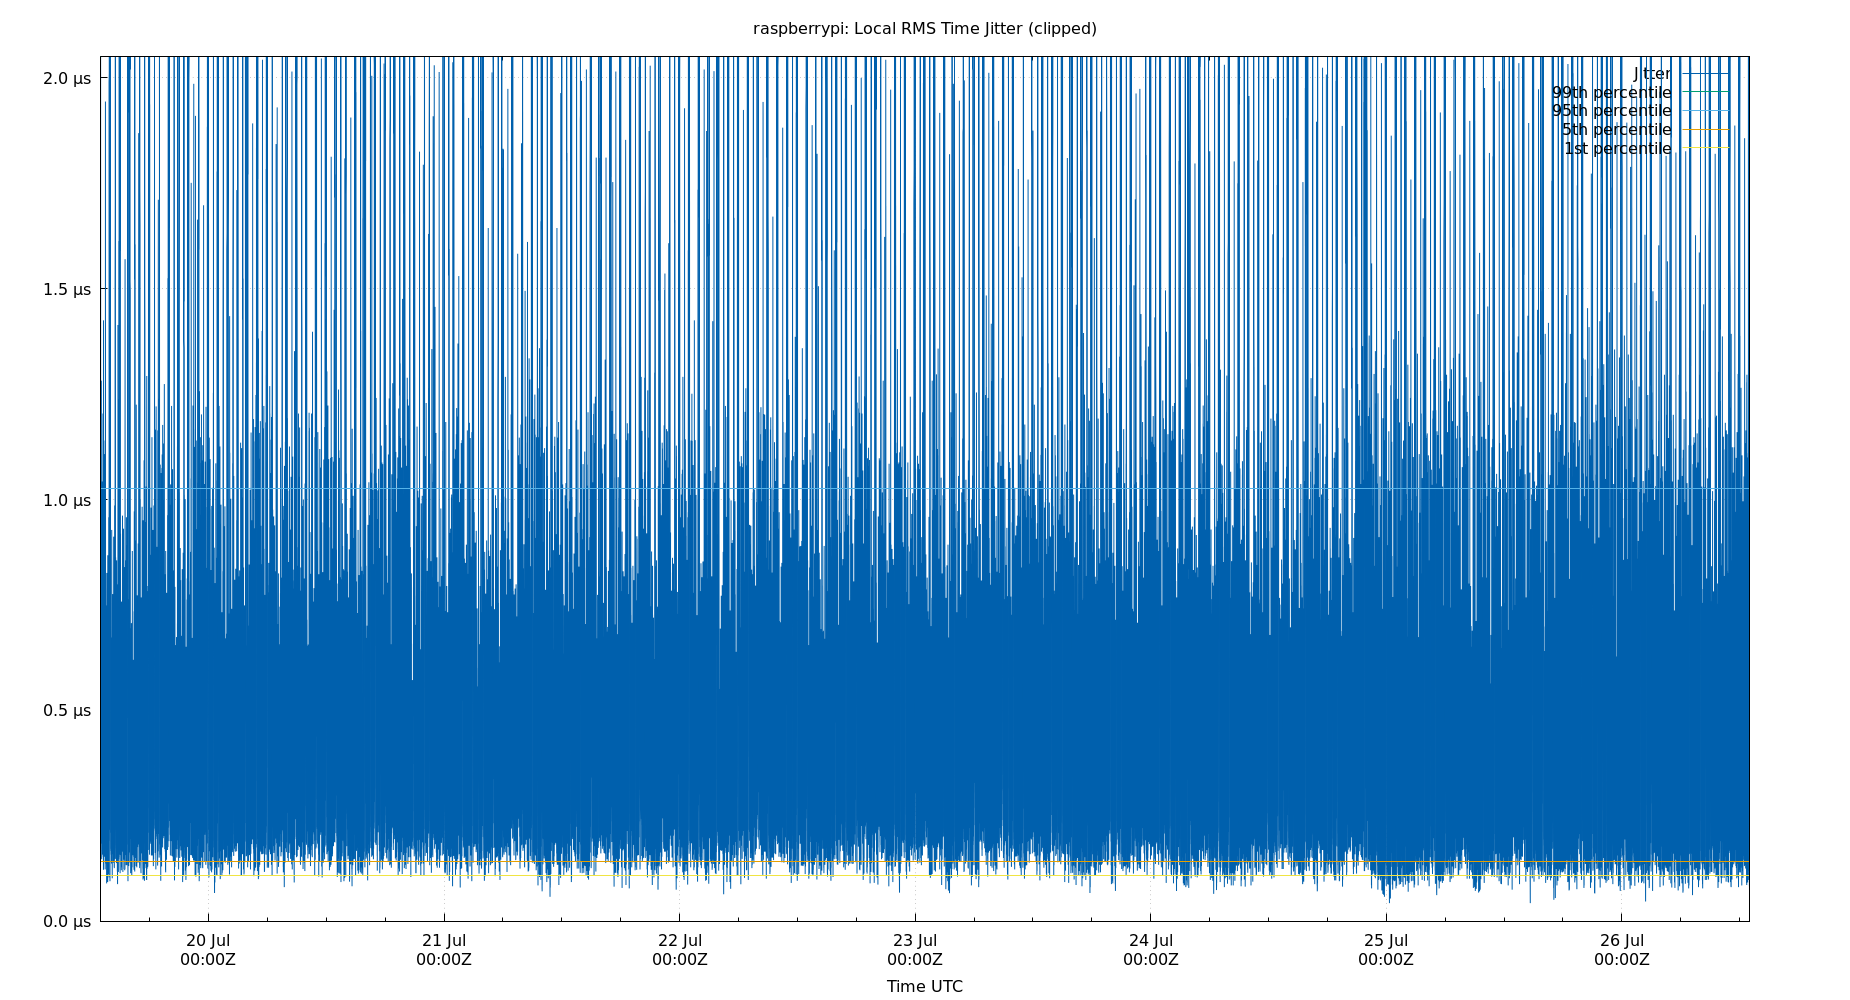 raspberrypi: Local RMS Time Jitter (clipped)
2.0 µs
1.5 µs
1.0 µs
0.5 µs
0.0 µs
Jitter
99th percentile
95th percentile
5th percentile
1st percentile
20 Jul 21 Jul 22 Jul 23 Jul 24 Jul 25 Jul 26 Jul
00:00Z 00:00Z 00:00Z 00:00Z 00:00Z 00:00Z 00:00Z
Time UTC